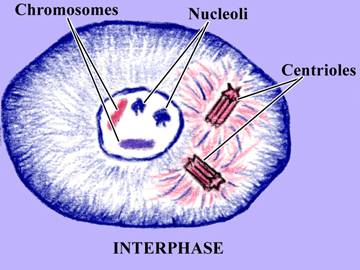 Chromosomes
Nucleoli
Centrioles
INTERPHASE